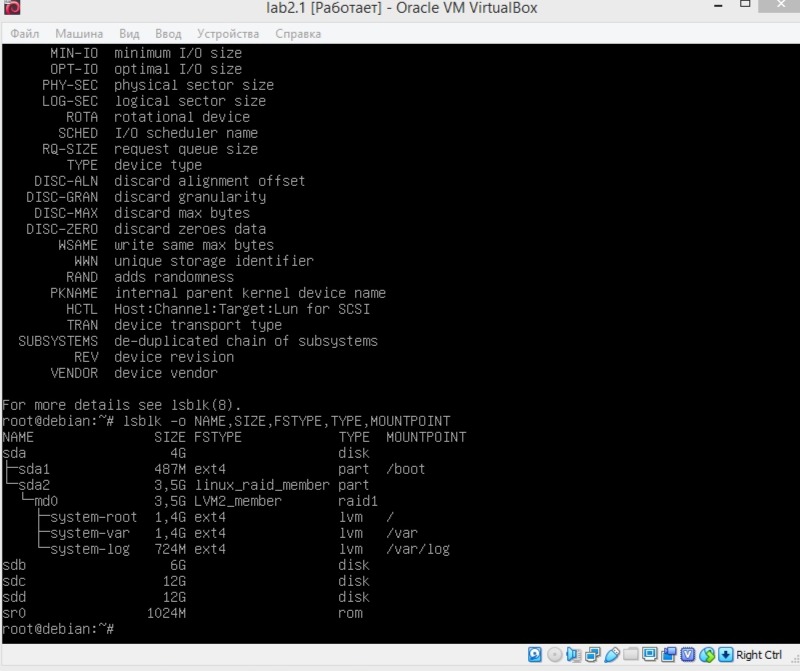 lab2.1 [Работает] - Oracle VM VirtualBox
Файл Машина Вид Ввод Устройства Справка
MIN-IO minimum I/O size
OPT-IO optimal I/O size
PHY-SEC physical sector size
LOG-SEC logical sector size
ROTA rotational device
SCHED I/O scheduler name
RQ-SIZE request queue size
TYPE device type
DISC-ALN discard alignment offset
DISC-GRAN discard granularity
DISC-MAX discard max bytes
DISC-ZERO discard zeroes data
WSAME write same max bytes
WWN unique storage identifier
RAND adds randomness
PKNAME internal parent kernel device name
HCTL Host:Channel:Target:Lun for SCSI
TRAN device transport type
SUBSYSTEMS de-duplicated chain of subsystems
REV device revision
VENDOR device vendor
For more details see lsblk(8).
root@debian:~# lsblk -o NAME,SIZE,FSTYPE,TYPE,MOUNTPOINT
NAME SIZE FSTYPE TYPE MOUNTPOINT
sda 4G disk
├─sda1 487M ext4 part /boot
└─sda2 3,5G linux_raid_member part
└─md0 3,5G LVM2_member raid1
├─system-root 1,4G ext4 lvm /
├─system-var 1,4G ext4 lvm /var
└─system-log 724M ext4 lvm /var/log
sdb 6G disk
sdc 12G disk
sdd 12G disk
sr0 1024M rom
root@debian:~#
Right Ctrl